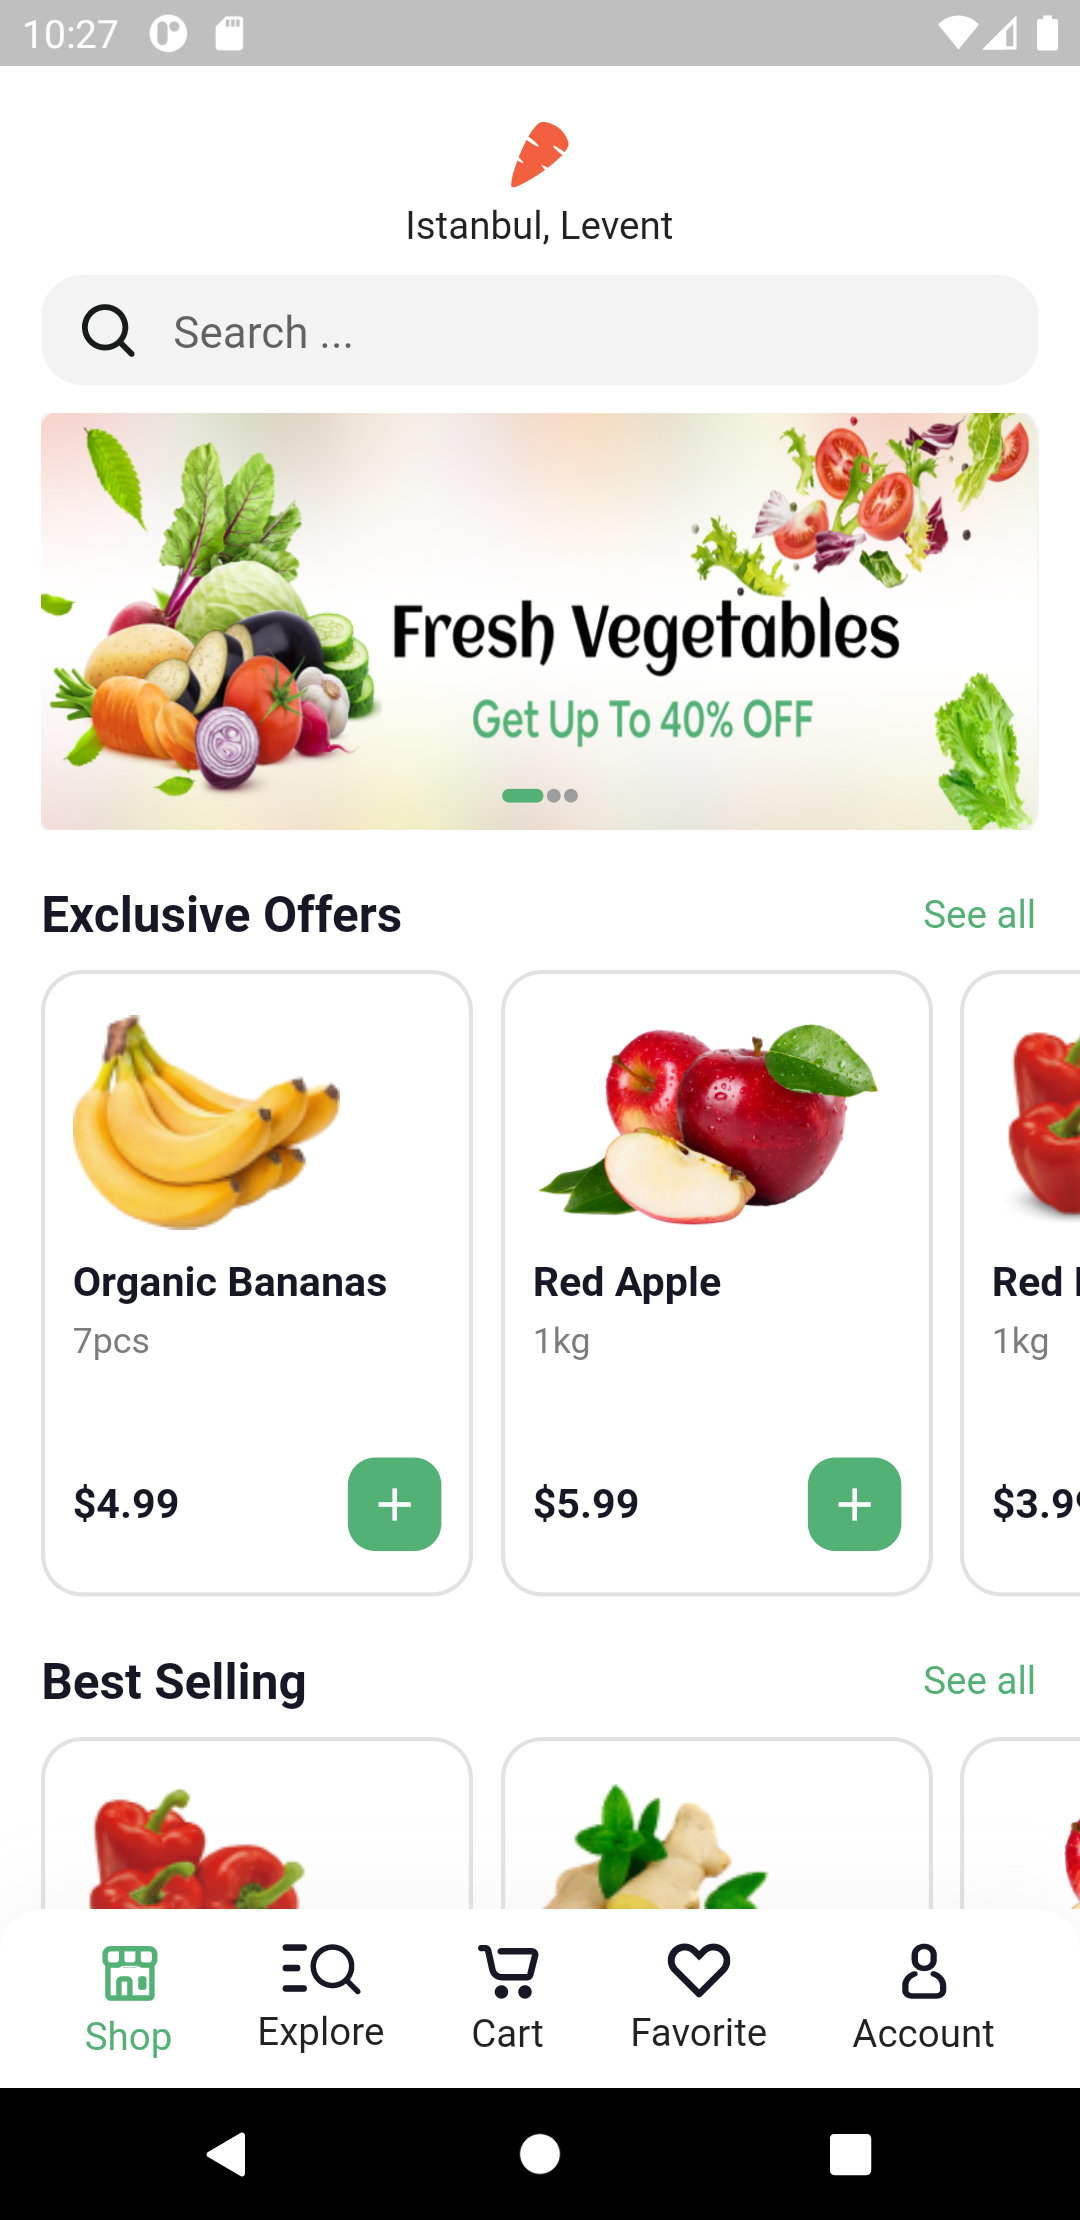 10:27
Istanbul, Levent
Search ...
Fresh Vegetables
Get Up To 40% OFF
Exclusive Offers
See all
Organic Bananas
Red Apple
Red
7pcs
1kg
1kg
$4.99
$5.99
$3.9
Best Selling
See all
Shop
Explore
Cart
Favorite
Account